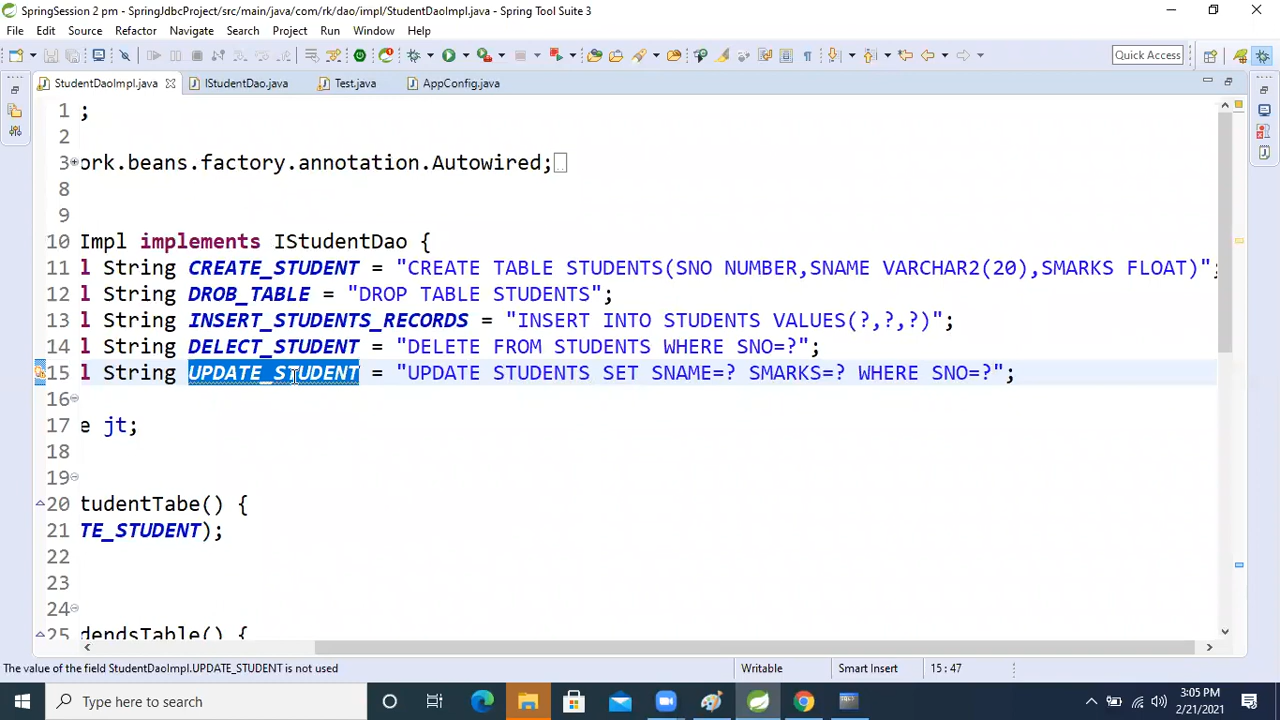 SpringSession 2 pm - SpringJdbcProject/src/main/java/com/rk/dao/impl/StudentDaoImpl.java - Spring Tool Suite 3
File Edit Source Refactor Navigate Search Project Run Window Help
Quick Access
StudentDaoImpl.java IStudentDao.java Test.java AppConfig.java
1 ;
2
3 ork.beans.factory.annotation.Autowired;
8
9
10 Impl implements IStudentDao {
11 l String CREATE_STUDENT = "CREATE TABLE STUDENTS(SNO NUMBER,SNAME VARCHAR2(20),SMARKS FLOAT)";
12 l String DROB_TABLE = "DROP TABLE STUDENTS";
13 l String INSERT_STUDENTS_RECORDS = "INSERT INTO STUDENTS VALUES(?,?,?)";
14 l String DELECT_STUDENT = "DELETE FROM STUDENTS WHERE SNO=?";
15 l String UPDATE_STUDENT = "UPDATE STUDENTS SET SNAME=? SMARKS=? WHERE SNO=?";
16
17 e jt;
18
19
20 tudentTabe() {
21 TE_STUDENT);
22
23
24
25 dendsTable() {
The value of the field StudentDaoImpl.UPDATE_STUDENT is not used Writable Smart Insert 15 : 47
Type here to search
3:05 PM
2/21/2021